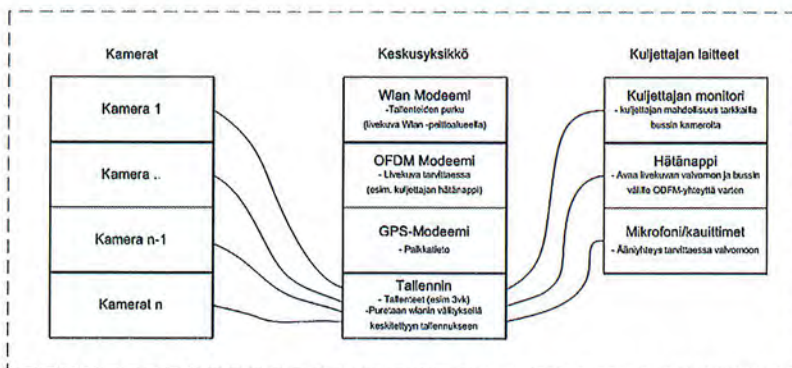 Kamerat
Kamera 1
Kamera ..
Kamera n-1
Kamerat n
Keskusyksikkö
Wlan Modeemi
-Tallenteiden purku
(livekuva Wlan -peittoalueella)
OFDM Modeemi
- Livekuva tarvittaessa
(esim. kuljettajan hätänappi)
GPS-Modeemi
- Paikkatieto
Tallennin
- Tallenteet (esim 3vk)
-Puretaan wlanin välityksellä
keskitettyyn tallennukseen
Kuljettajan laitteet
Kuljettajan monitori
- kuljettajan mahdollisuus tarkkailla
bussin kameroita
Hätänappi
- Avaa livekuvan valvomon ja bussin
välille ODFM-yhteyttä varten
Mikrofoni/kauittimet
- Ääniyhteys tarvittaessa valvomoon